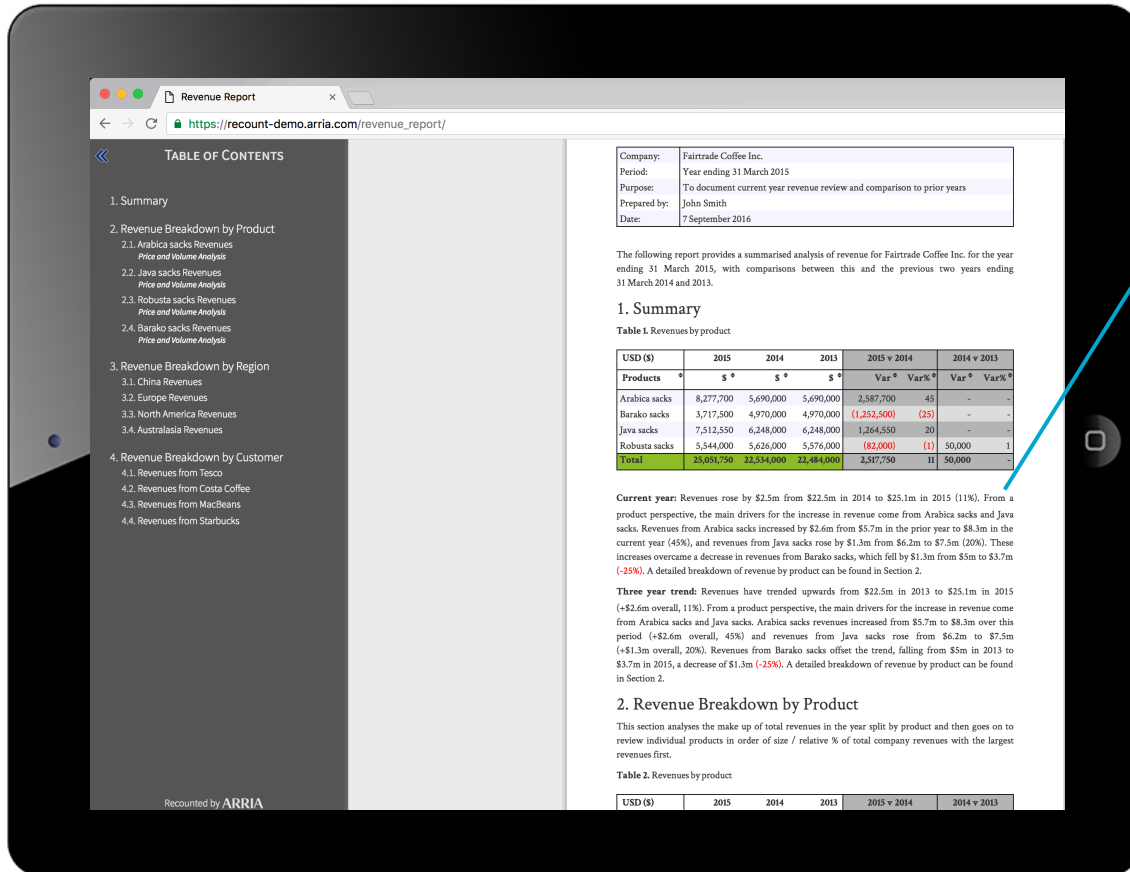 Revenue Report ×
https://recount-demo.arria.com/revenue_report/
TABLE OF CONTENTS
1. Summary
2. Revenue Breakdown by Product
2.1. Arabica sacks Revenues
Price and Volume Analysis
2.2. Java sacks Revenues
Price and Volume Analysis
2.3. Robusta sacks Revenues
Price and Volume Analysis
2.4. Barako sacks Revenues
Price and Volume Analysis
3. Revenue Breakdown by Region
3.1. China Revenues
3.2. Europe Revenues
3.3. North America Revenues
3.4. Australasia Revenues
4. Revenue Breakdown by Customer
4.1. Revenues from Tesco
4.2. Revenues from Costa Coffee
4.3. Revenues from MacBeans
4.4. Revenues from Starbucks
Recounted by ARRIA
Company: Fairtrade Coffee Inc.
Period: Year ending 31 March 2015
Purpose: To document current year revenue review and comparison to prior years
Prepared by: John Smith
Date: 7 September 2016
The following report provides a summarised analysis of revenue for Fairtrade Coffee Inc. for the year
ending 31 March 2015, with comparisons between this and the previous two years ending
31 March 2014 and 2013.
1. Summary
Table 1. Revenues by product
USD ($) 2015 2014 2013 2015 v 2014 2014 v 2013
Products $ $ $ Var Var% Var Var%
Arabica sacks 8,277,700 5,690,000 5,690,000 2,587,700 45 - -
Barako sacks 3,717,500 4,970,000 4,970,000 (1,252,500) (25) - -
Java sacks 7,512,550 6,248,000 6,248,000 1,264,550 20 - -
Robusta sacks 5,544,000 5,626,000 5,576,000 (82,000) (1) 50,000 1
Total 25,051,750 22,534,000 22,484,000 2,517,750 11 50,000 -
Current year: Revenues rose by $2.5m from $22.5m in 2014 to $25.1m in 2015 (11%). From a
product perspective, the main drivers for the increase in revenue come from Arabica sacks and Java
sacks. Revenues from Arabica sacks increased by $2.6m from $5.7m in the prior year to $8.3m in the
current year (45%), and revenues from Java sacks rose by $1.3m from $6.2m to $7.5m (20%). These
increases overcame a decrease in revenues from Barako sacks, which fell by $1.3m from $5m to $3.7m
(-25%). A detailed breakdown of revenue by product can be found in Section 2.
Three year trend: Revenues have trended upwards from $22.5m in 2013 to $25.1m in 2015
(+$2.6m overall, 11%). From a product perspective, the main drivers for the increase in revenue come
from Arabica sacks and Java sacks. Arabica sacks revenues increased from $5.7m to $8.3m over this
period (+$2.6m overall, 45%) and revenues from Java sacks rose from $6.2m to $7.5m
(+$1.3m overall, 20%). Revenues from Barako sacks offset the trend, falling from $5m in 2013 to
$3.7m in 2015, a decrease of $1.3m (-25%). A detailed breakdown of revenue by product can be found
in Section 2.
2. Revenue Breakdown by Product
This section analyses the make up of total revenues in the year split by product and then goes on to
review individual products in order of size / relative % of total company revenues with the largest
revenues first.
Table 2. Revenues by product
USD ($) 2015 2014 2013 2015 v 2014 2014 v 2013